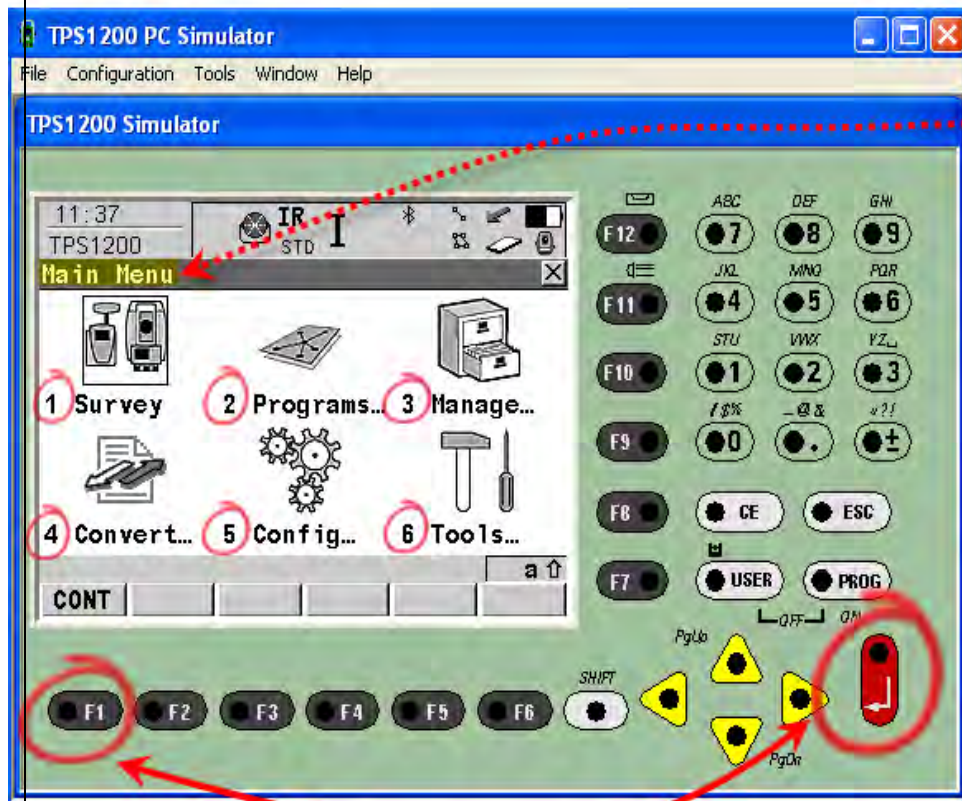 TPS1200 PC Simulator
File Configuration Tools Window Help
TPS1200 Simulator
11:37
TPS1200
IR
STD
I
Main Menu
1 Survey
2 Programs…
3 Manage…
4 Convert…
5 Config…
6 Tools…
a
CONT
F12
ABC DEF GHI
7 8 9
F11
JKL MNO PQR
4 5 6
F10
STU VWX YZ
1 2 3
F9
/$% _@& *?!
0 . ±
F8 CE ESC
F7 USER PROG
OFF
PgUp
SHIFT
F1 F2 F3 F4 F5 F6
PgDn